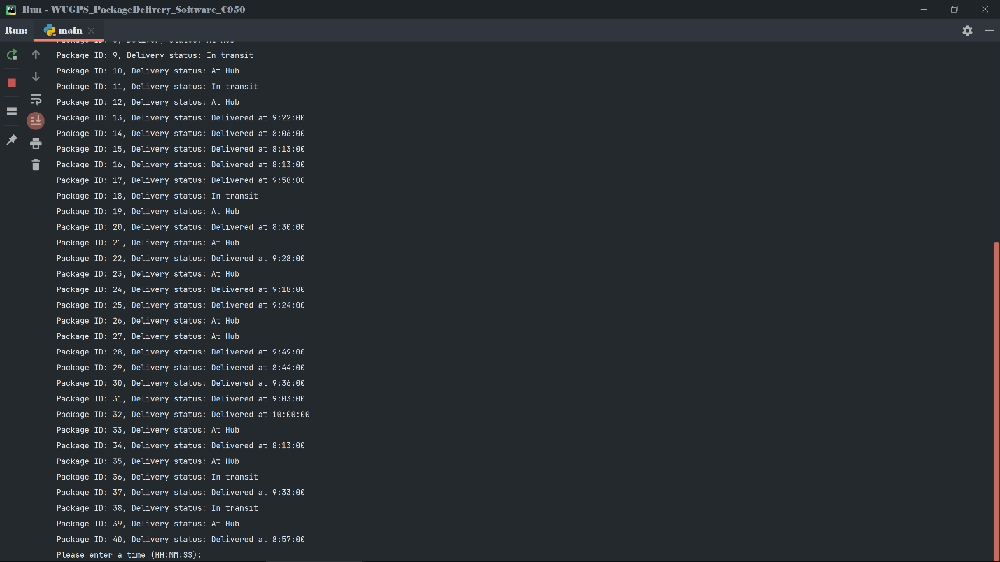 Run - WUGPS_PackageDelivery_Software_C950
Run: main
Package ID: 9, Delivery status: In transit
Package ID: 10, Delivery status: At Hub
Package ID: 11, Delivery status: In transit
Package ID: 12, Delivery status: At Hub
Package ID: 13, Delivery status: Delivered at 9:22:00
Package ID: 14, Delivery status: Delivered at 8:06:00
Package ID: 15, Delivery status: Delivered at 8:13:00
Package ID: 16, Delivery status: Delivered at 8:13:00
Package ID: 17, Delivery status: Delivered at 9:58:00
Package ID: 18, Delivery status: In transit
Package ID: 19, Delivery status: At Hub
Package ID: 20, Delivery status: Delivered at 8:30:00
Package ID: 21, Delivery status: At Hub
Package ID: 22, Delivery status: Delivered at 9:28:00
Package ID: 23, Delivery status: At Hub
Package ID: 24, Delivery status: Delivered at 9:18:00
Package ID: 25, Delivery status: Delivered at 9:24:00
Package ID: 26, Delivery status: At Hub
Package ID: 27, Delivery status: At Hub
Package ID: 28, Delivery status: Delivered at 9:49:00
Package ID: 29, Delivery status: Delivered at 8:44:00
Package ID: 30, Delivery status: Delivered at 9:36:00
Package ID: 31, Delivery status: Delivered at 9:03:00
Package ID: 32, Delivery status: Delivered at 10:00:00
Package ID: 33, Delivery status: At Hub
Package ID: 34, Delivery status: Delivered at 8:13:00
Package ID: 35, Delivery status: At Hub
Package ID: 36, Delivery status: In transit
Package ID: 37, Delivery status: Delivered at 9:33:00
Package ID: 38, Delivery status: In transit
Package ID: 39, Delivery status: At Hub
Package ID: 40, Delivery status: Delivered at 8:57:00
Please enter a time (HH:MM:SS):